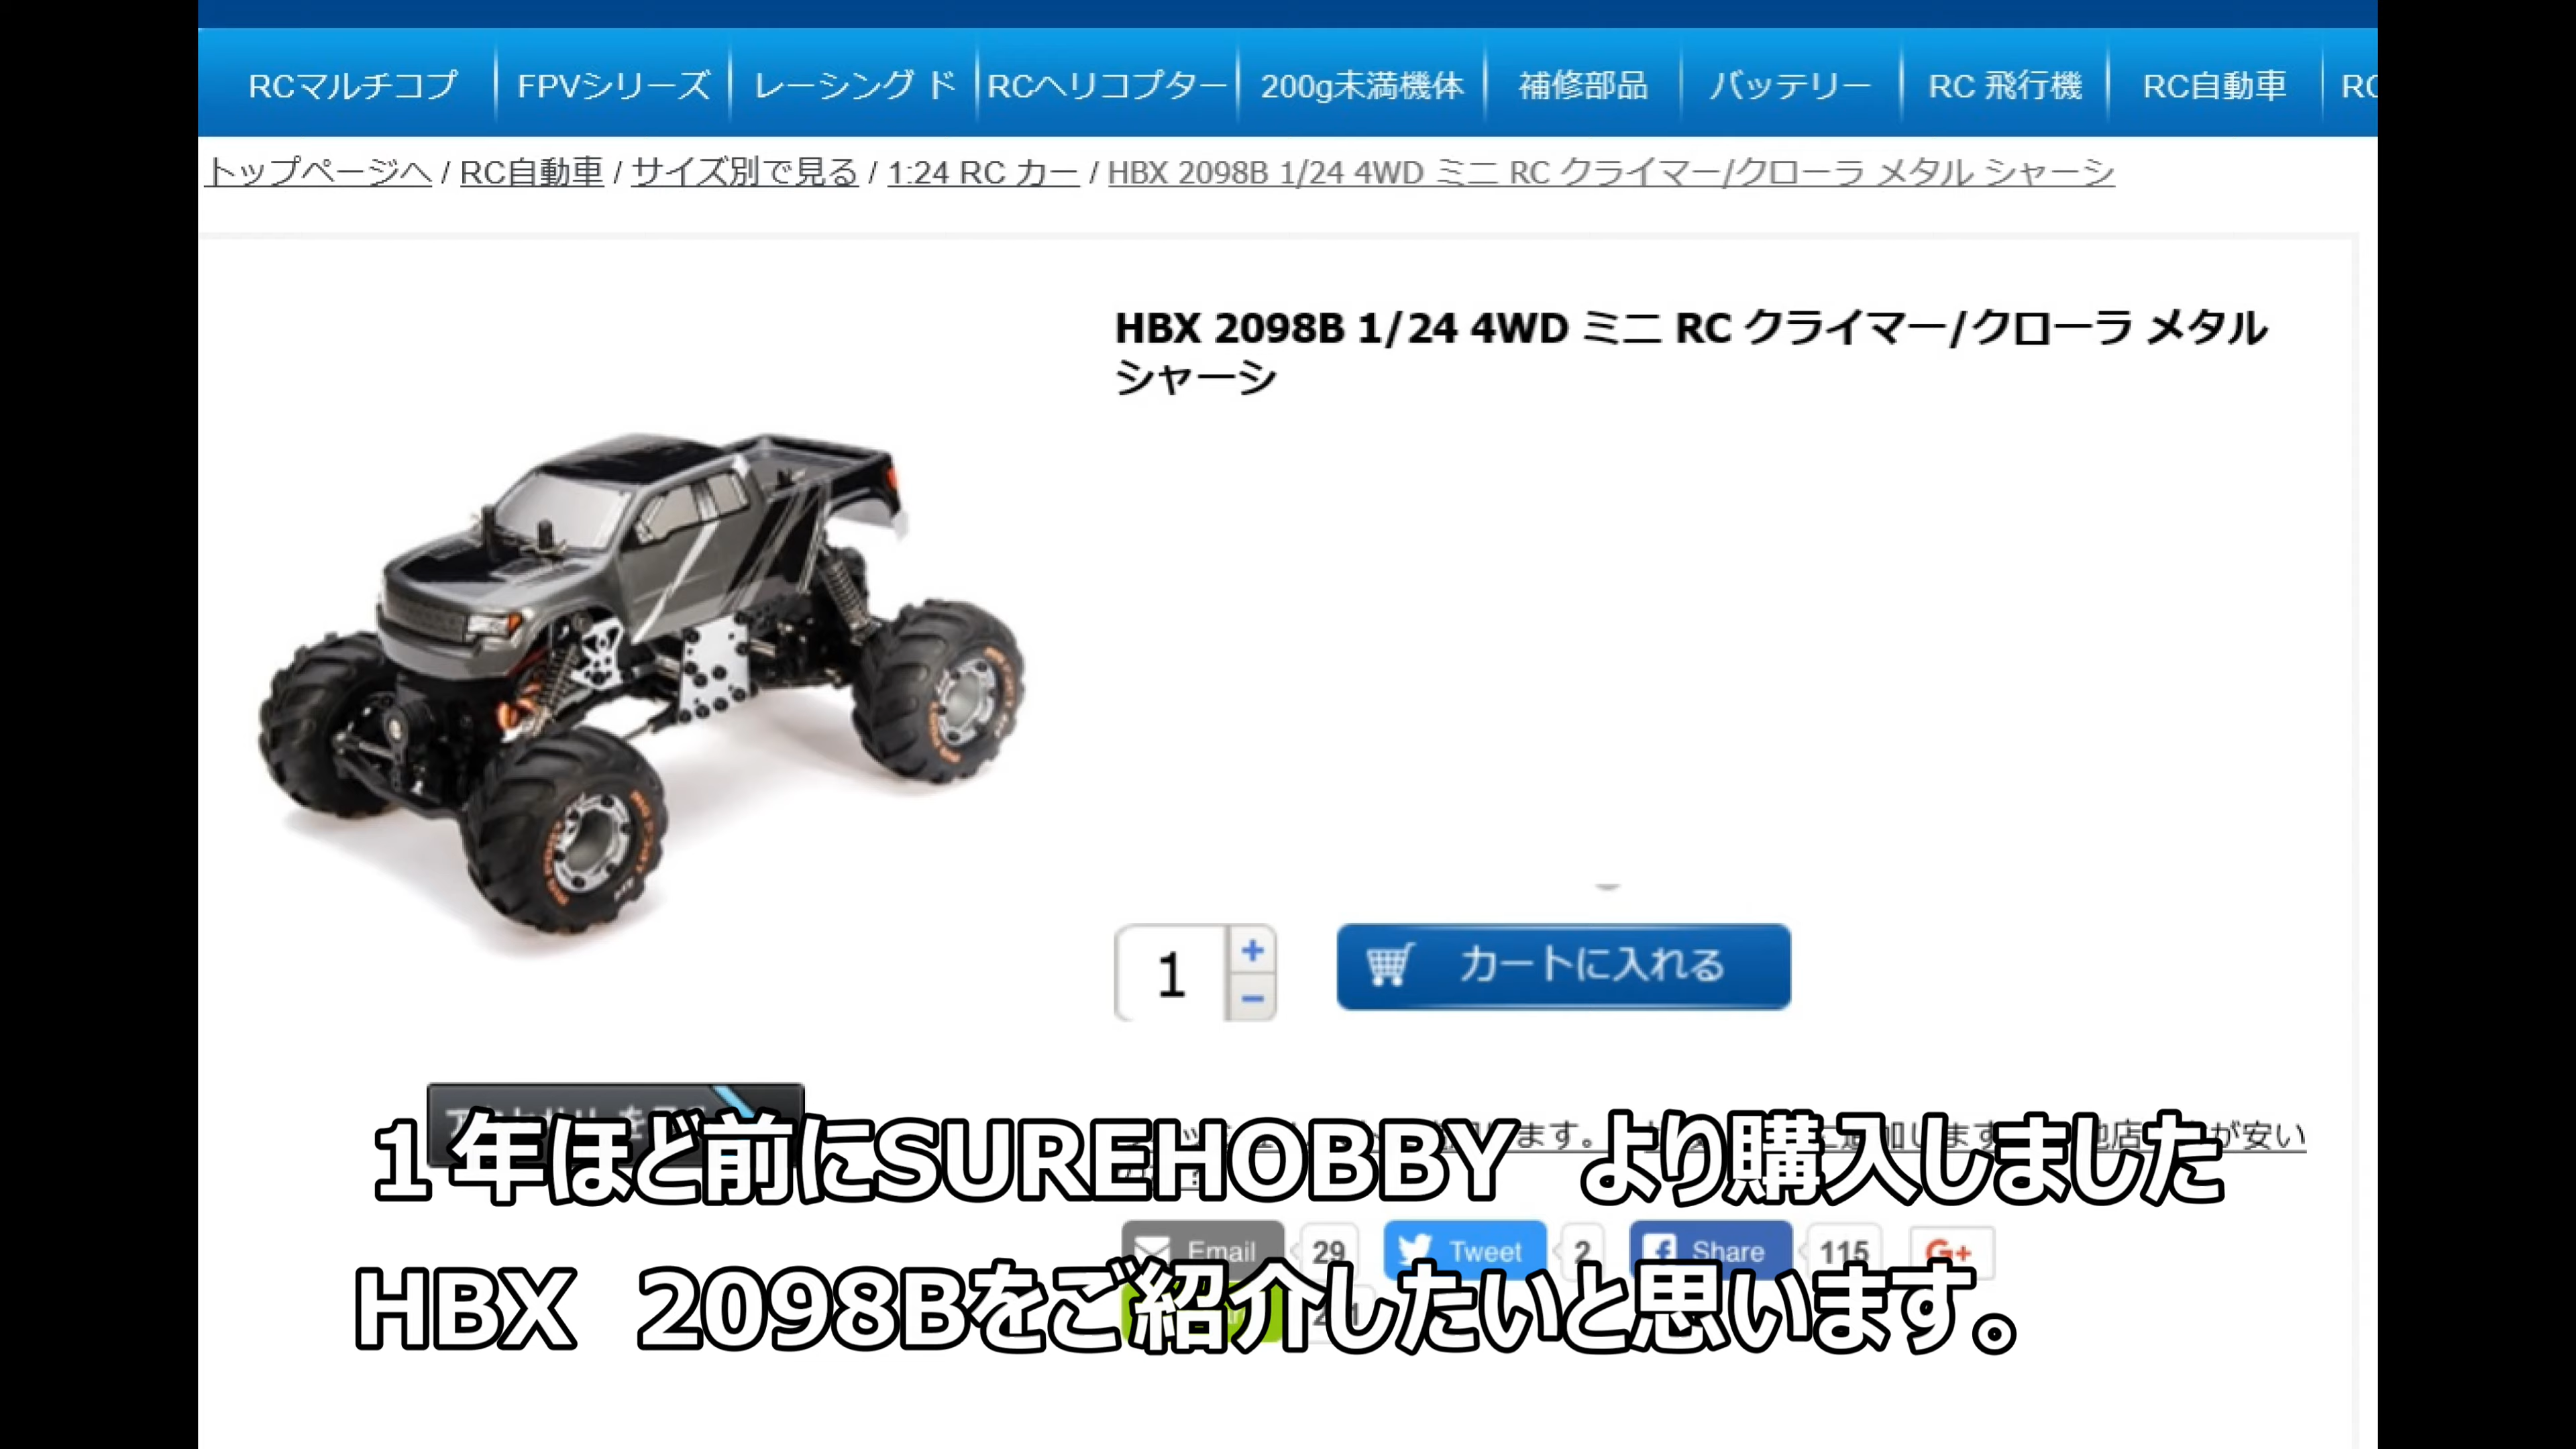 RCマルチコプ
FPVシリーズ
レーシング ド
RCヘリコプター
200g未満機体
補修部品
バッテリー
RC 飛行機
RC自動車
RC
トップページへ / RC自動車 / サイズ別で見る / 1:24 RC カー / HBX 2098B 1/24 4WD ミニ RC クライマー/クローラ メタル シャーシ
HBX 2098B 1/24 4WD ミニ RC クライマー/クローラ メタル
シャーシ
1
+
−
カートに入れる
が安い
１年ほど前にSUREHOBBY　より購入しました
Email 29 Tweet 2 Share 115 G+
HBX　2098Bをご紹介したいと思います。